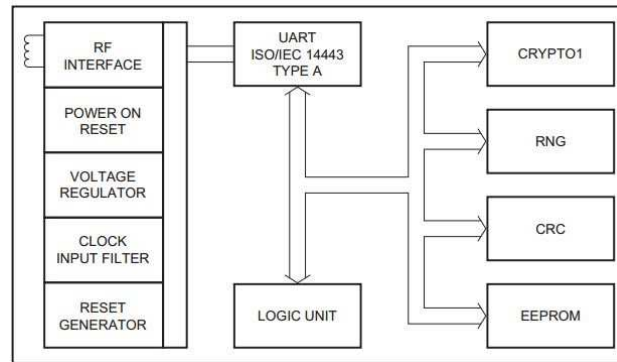 RF
INTERFACE
POWER ON
RESET
VOLTAGE
REGULATOR
CLOCK
INPUT FILTER
RESET
GENERATOR
UART
ISO/IEC 14443
TYPE A
LOGIC UNIT
CRYPTO1
RNG
CRC
EEPROM